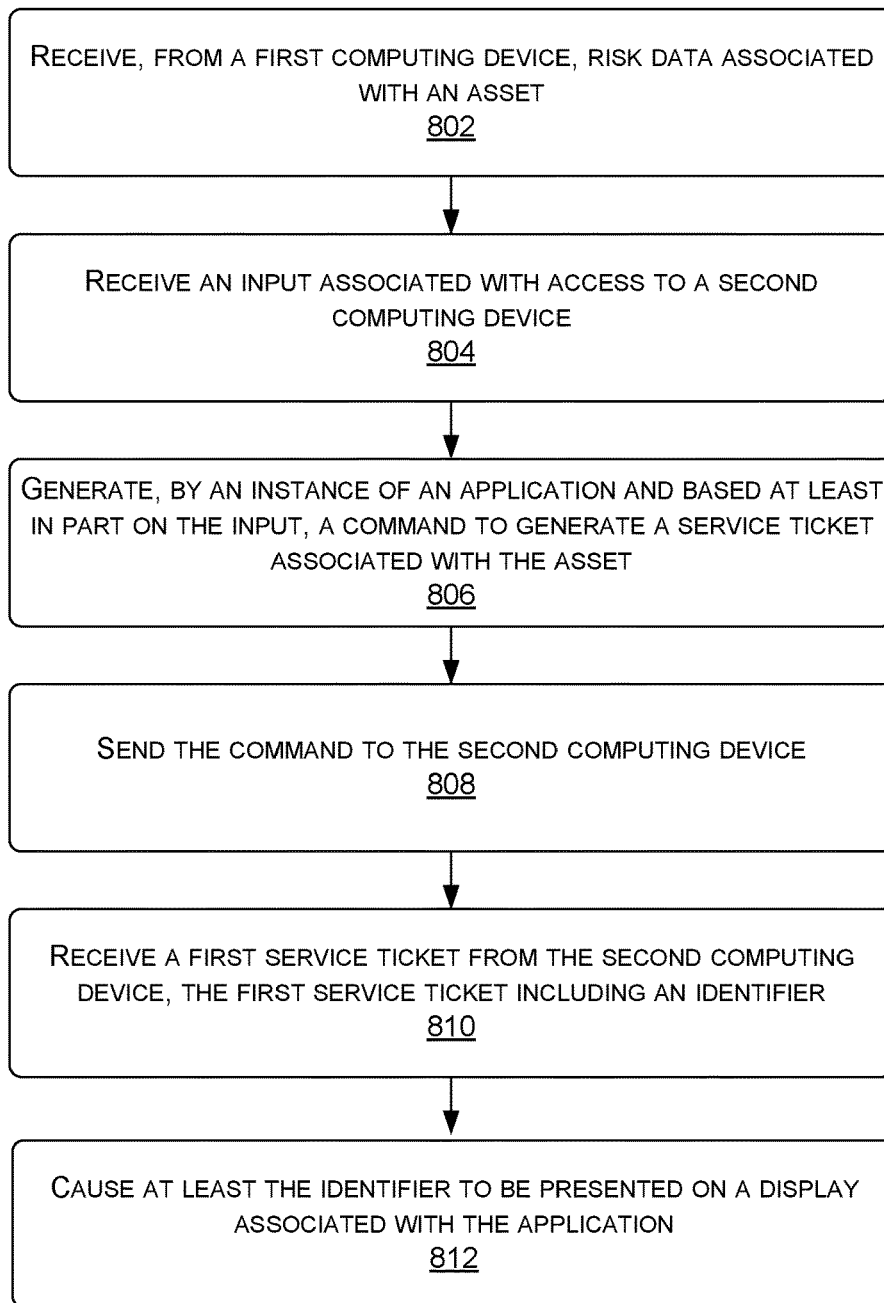 RECEIVE, FROM A FIRST COMPUTING DEVICE, RISK DATA ASSOCIATED
WITH AN ASSET
802
RECEIVE AN INPUT ASSOCIATED WITH ACCESS TO A SECOND
COMPUTING DEVICE
804
GENERATE, BY AN INSTANCE OF AN APPLICATION AND BASED AT LEAST
IN PART ON THE INPUT, A COMMAND TO GENERATE A SERVICE TICKET
ASSOCIATED WITH THE ASSET
806
SEND THE COMMAND TO THE SECOND COMPUTING DEVICE
808
RECEIVE A FIRST SERVICE TICKET FROM THE SECOND COMPUTING
DEVICE, THE FIRST SERVICE TICKET INCLUDING AN IDENTIFIER
810
CAUSE AT LEAST THE IDENTIFIER TO BE PRESENTED ON A DISPLAY
ASSOCIATED WITH THE APPLICATION
812